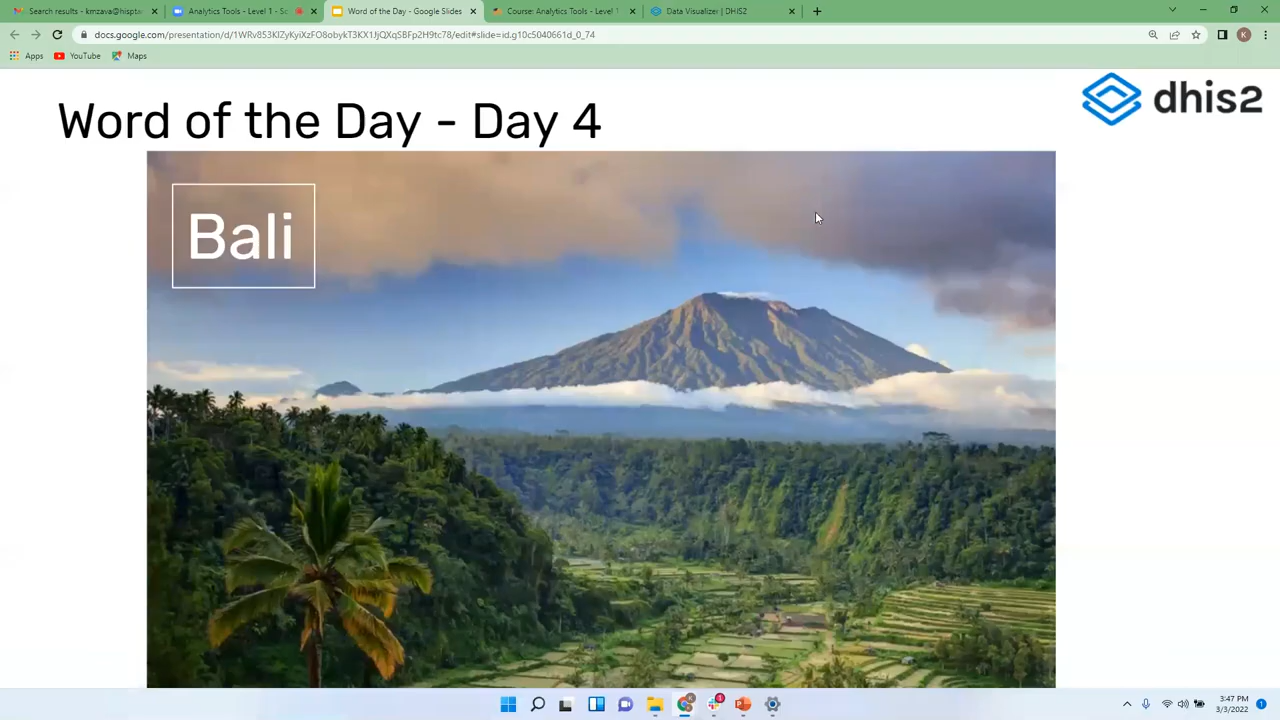 Search results - kmzava@hispta
Analytics Tools - Level 1 - Sc
Word of the Day - Google Slides
Course: Analytics Tools - Level 1
Data Visualizer | DHIS2
docs.google.com/presentation/d/1WRv853KIZyKyiXzFO8obykT3KX1JjQXqSBFp2H9tc78/edit#slide=id.g10c5040661d_0_74
K
Apps
YouTube
Maps
Word of the Day - Day 4
dhis2
Bali
3:47 PM
3/3/2022